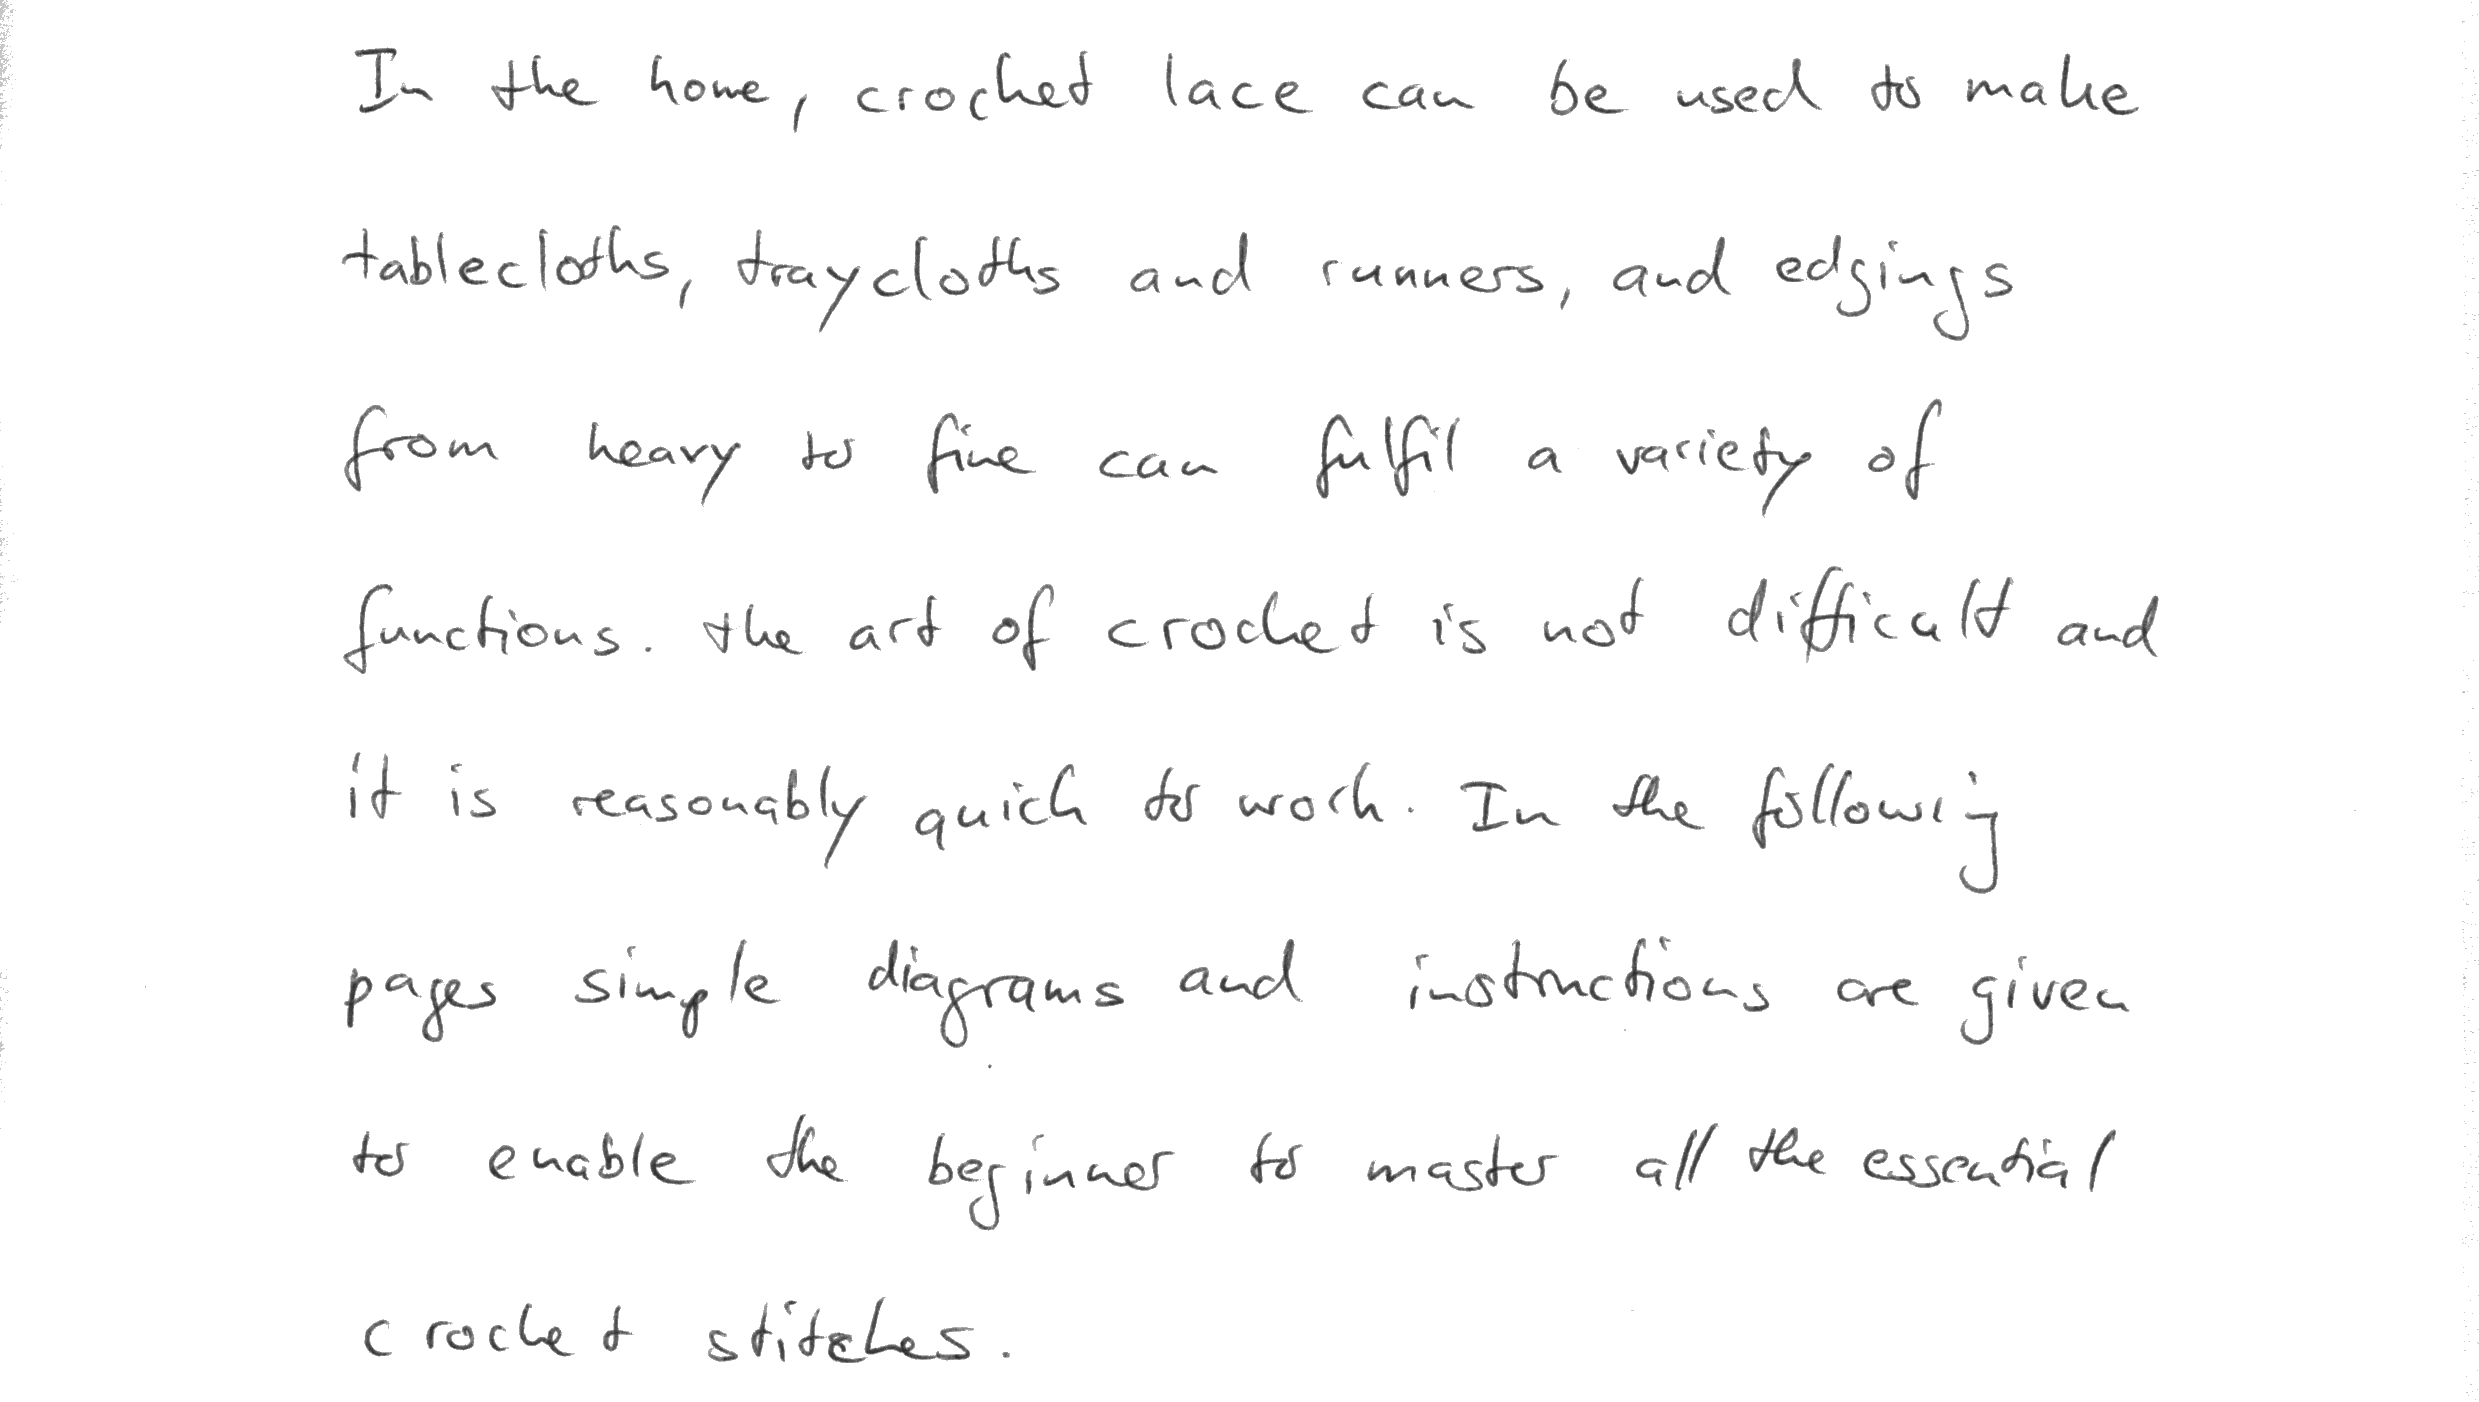 In the home, crochet lace can be used to make
tablecloths, traycloths and runners, and edgings
from heavy to fine can fulfil a variety of
functions. the art of crochet is not difficult and
it is reasonably quick to work. In the following
pages simple diagrams and instructions are given
to enable the beginner to master all the essential
crochet stitches.